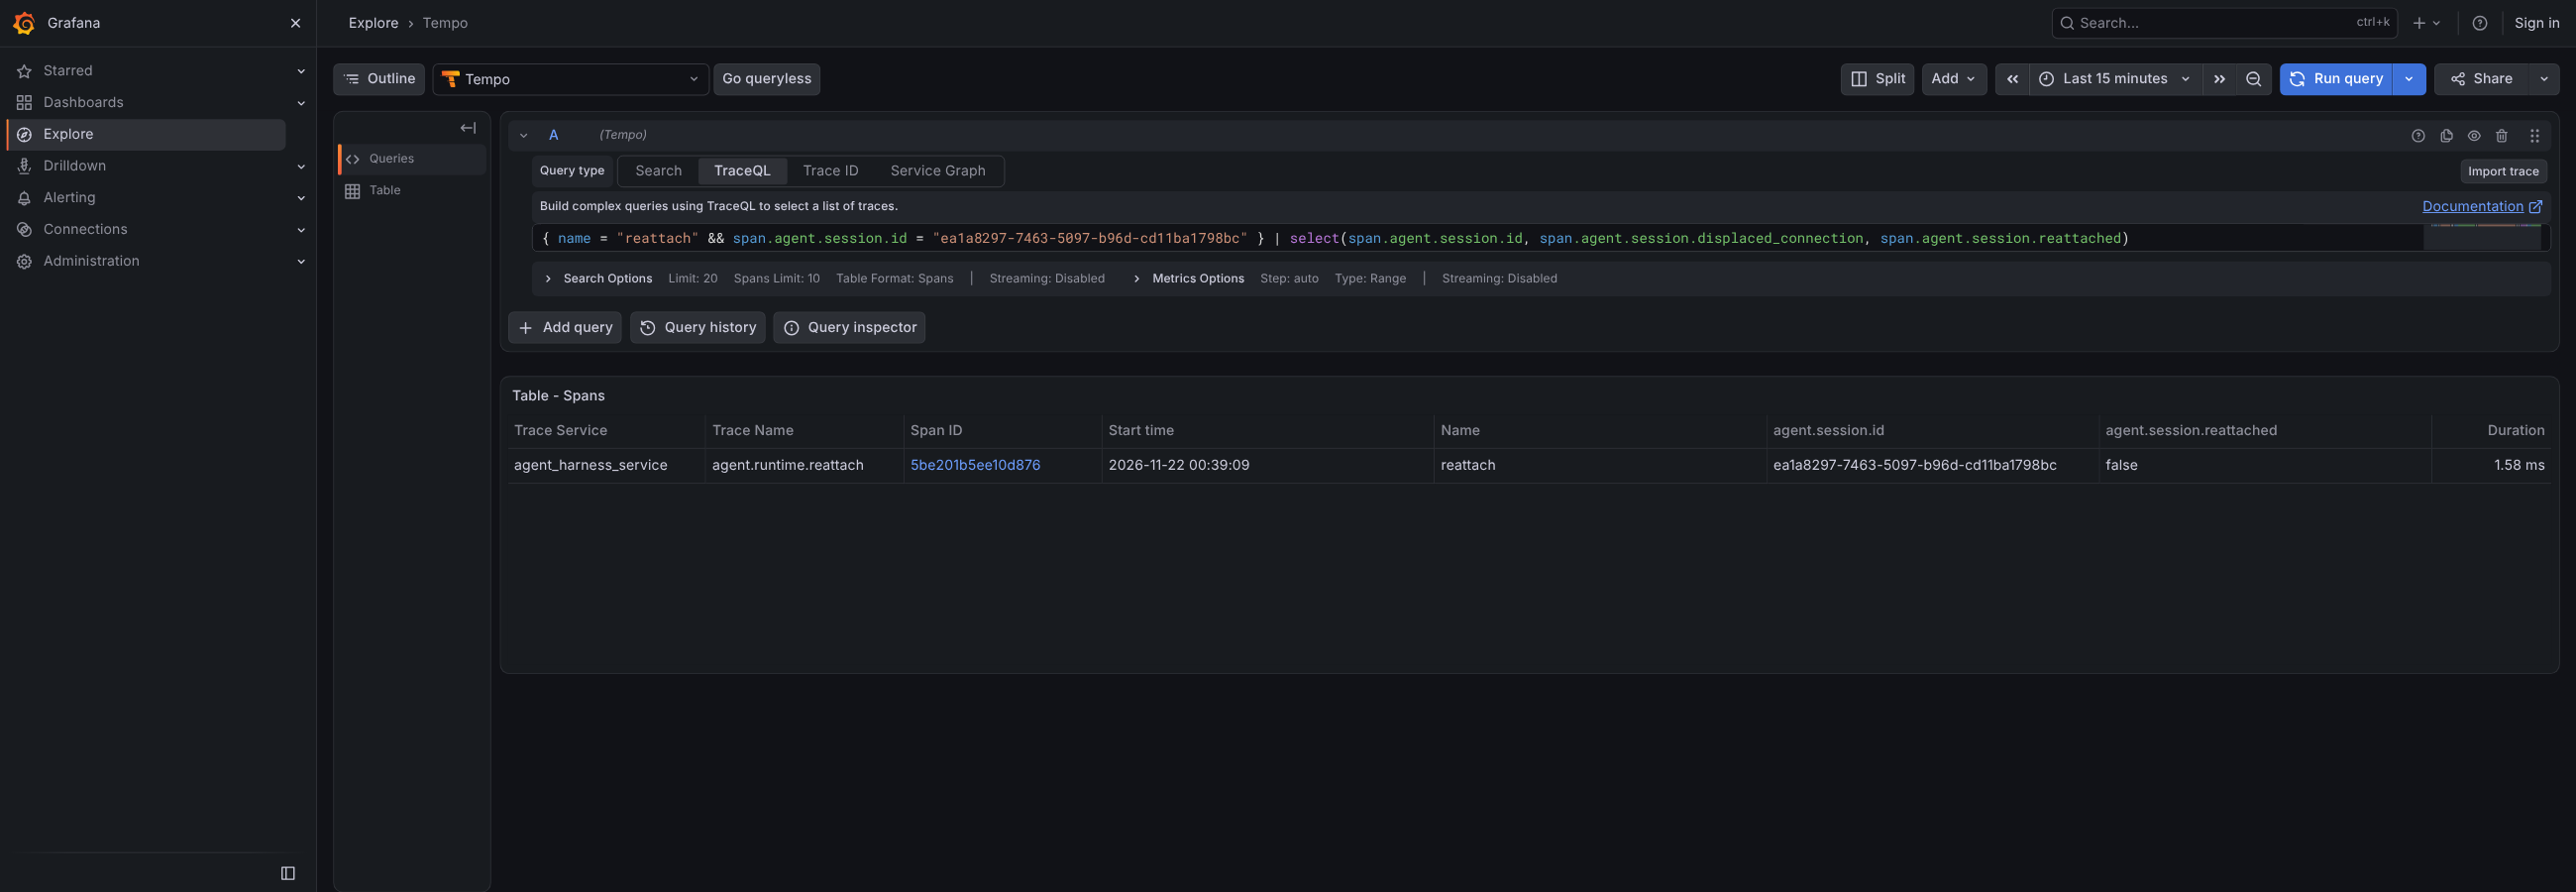 Grafana
Explore › Tempo
Search...
ctrl+k
Sign in
Starred
Dashboards
Explore
Drilldown
Alerting
Connections
Administration
Outline
Tempo
Go queryless
Split
Add
Last 15 minutes
Run query
Share
Queries
Table
A
(Tempo)
Query type
Search
TraceQL
Trace ID
Service Graph
Import trace
Build complex queries using TraceQL to select a list of traces.
Documentation
{ name = "reattach" && span.agent.session.id = "ea1a8297-7463-5097-b96d-cd11ba1798bc" } | select(span.agent.session.id, span.agent.session.displaced_connection, span.agent.session.reattached)
Search Options Limit: 20 Spans Limit: 10 Table Format: Spans | Streaming: Disabled
Metrics Options Step: auto Type: Range | Streaming: Disabled
Add query
Query history
Query inspector
Table - Spans
Trace Service Trace Name Span ID Start time Name agent.session.id agent.session.reattached Duration
agent_harness_service agent.runtime.reattach 5be201b5ee10d876 2026-11-22 00:39:09 reattach ea1a8297-7463-5097-b96d-cd11ba1798bc false 1.58 ms